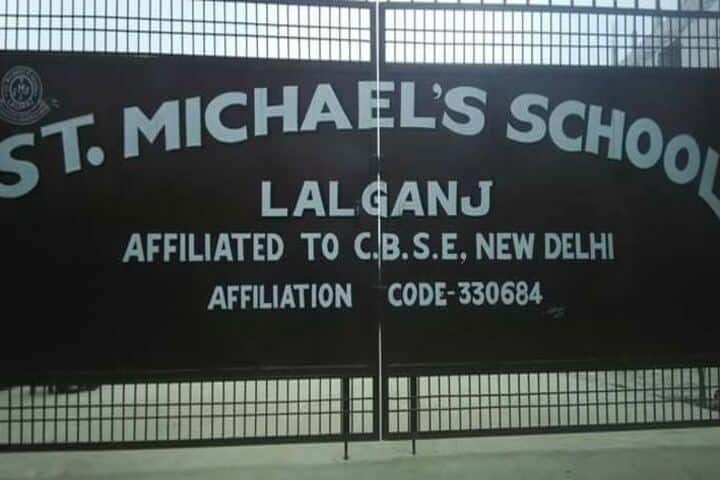 ST. MICHAEL'S SCHOOL
LALGANJ
AFFILIATED TO C.B.S.E, NEW DELHI
AFFILIATION CODE-330684